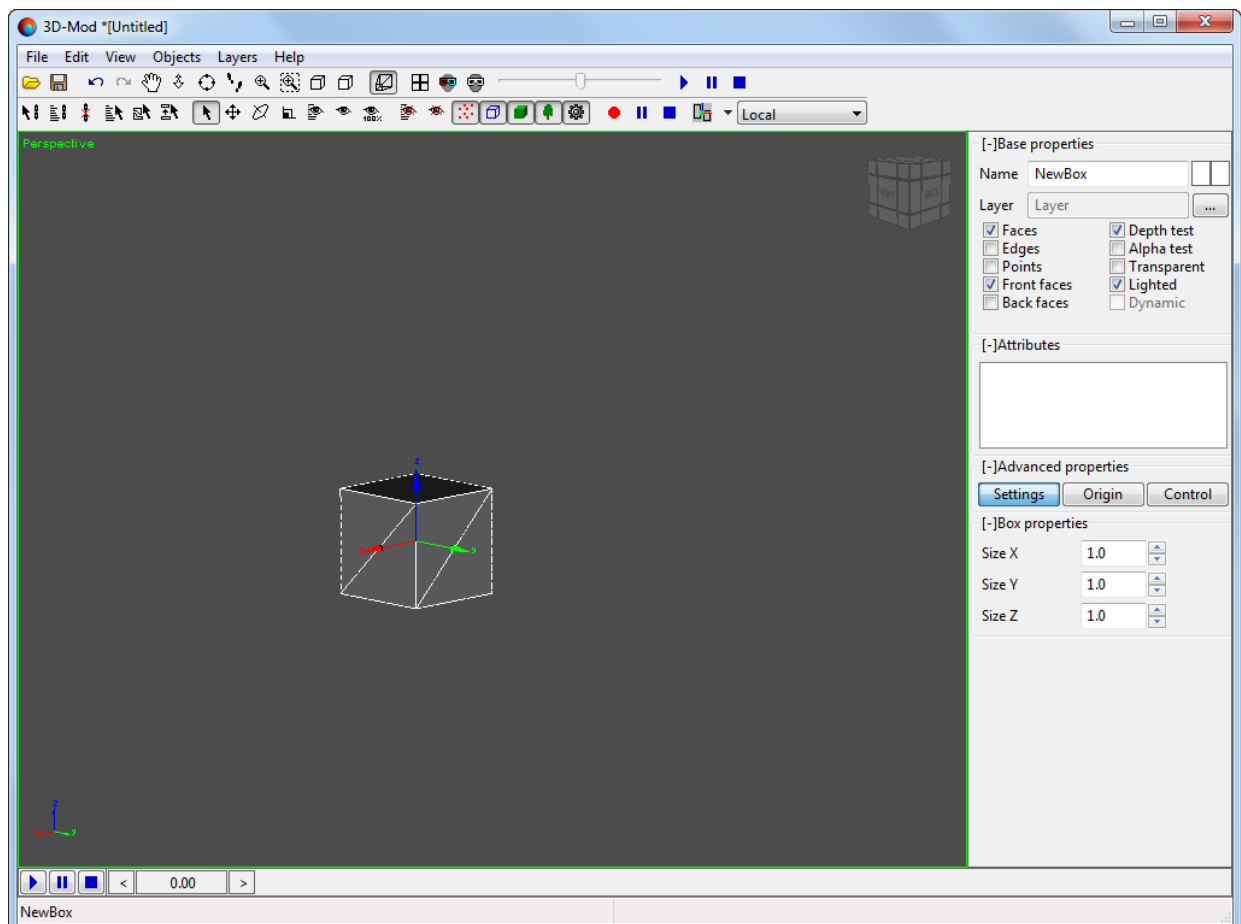 3D-Mod *[Untitled]
File Edit View Objects Layers Help
100%
Local
Perspective
[-]Base properties
Name NewBox
Layer Layer ...
Faces Depth test
Edges Alpha test
Points Transparent
Front faces Lighted
Back faces Dynamic
[-]Attributes
[-]Advanced properties
Settings Origin Control
[-]Box properties
Size X 1.0
Size Y 1.0
Size Z 1.0
z
x y
z
y
< 0.00 >
NewBox